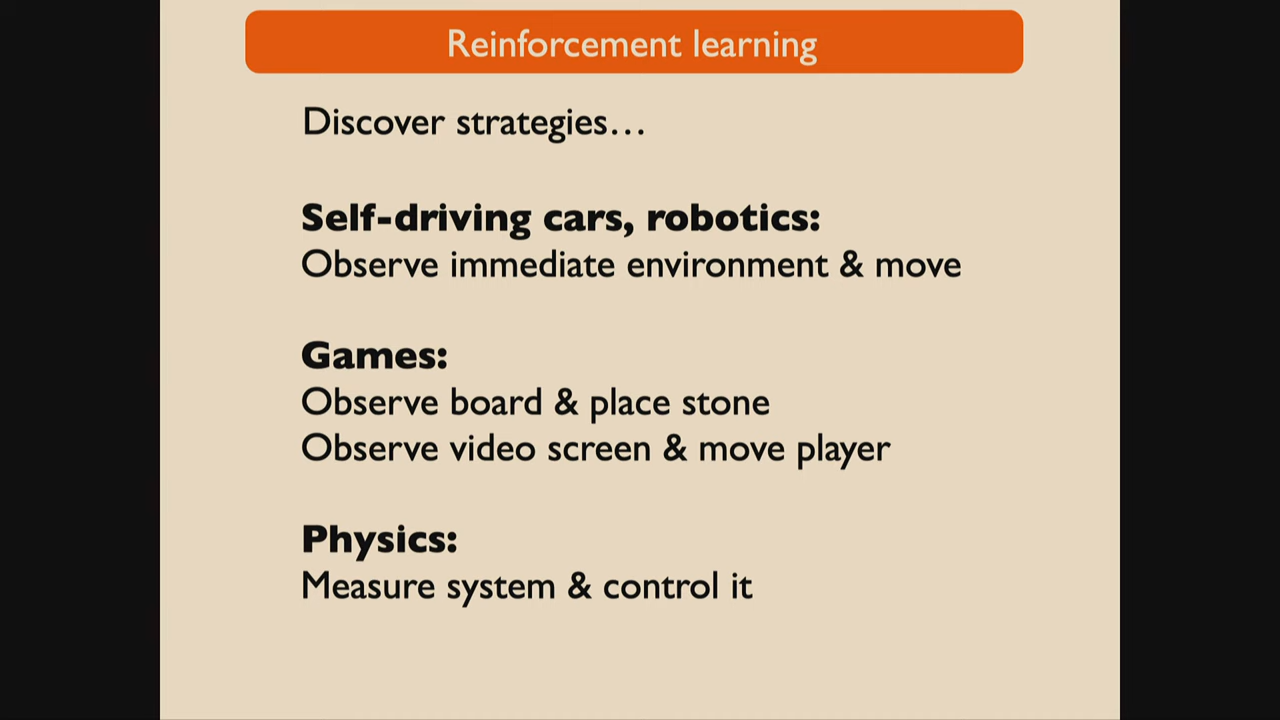 Reinforcement learning
Discover strategies…
Self-driving cars, robotics:
Observe immediate environment & move
Games:
Observe board & place stone
Observe video screen & move player
Physics:
Measure system & control it